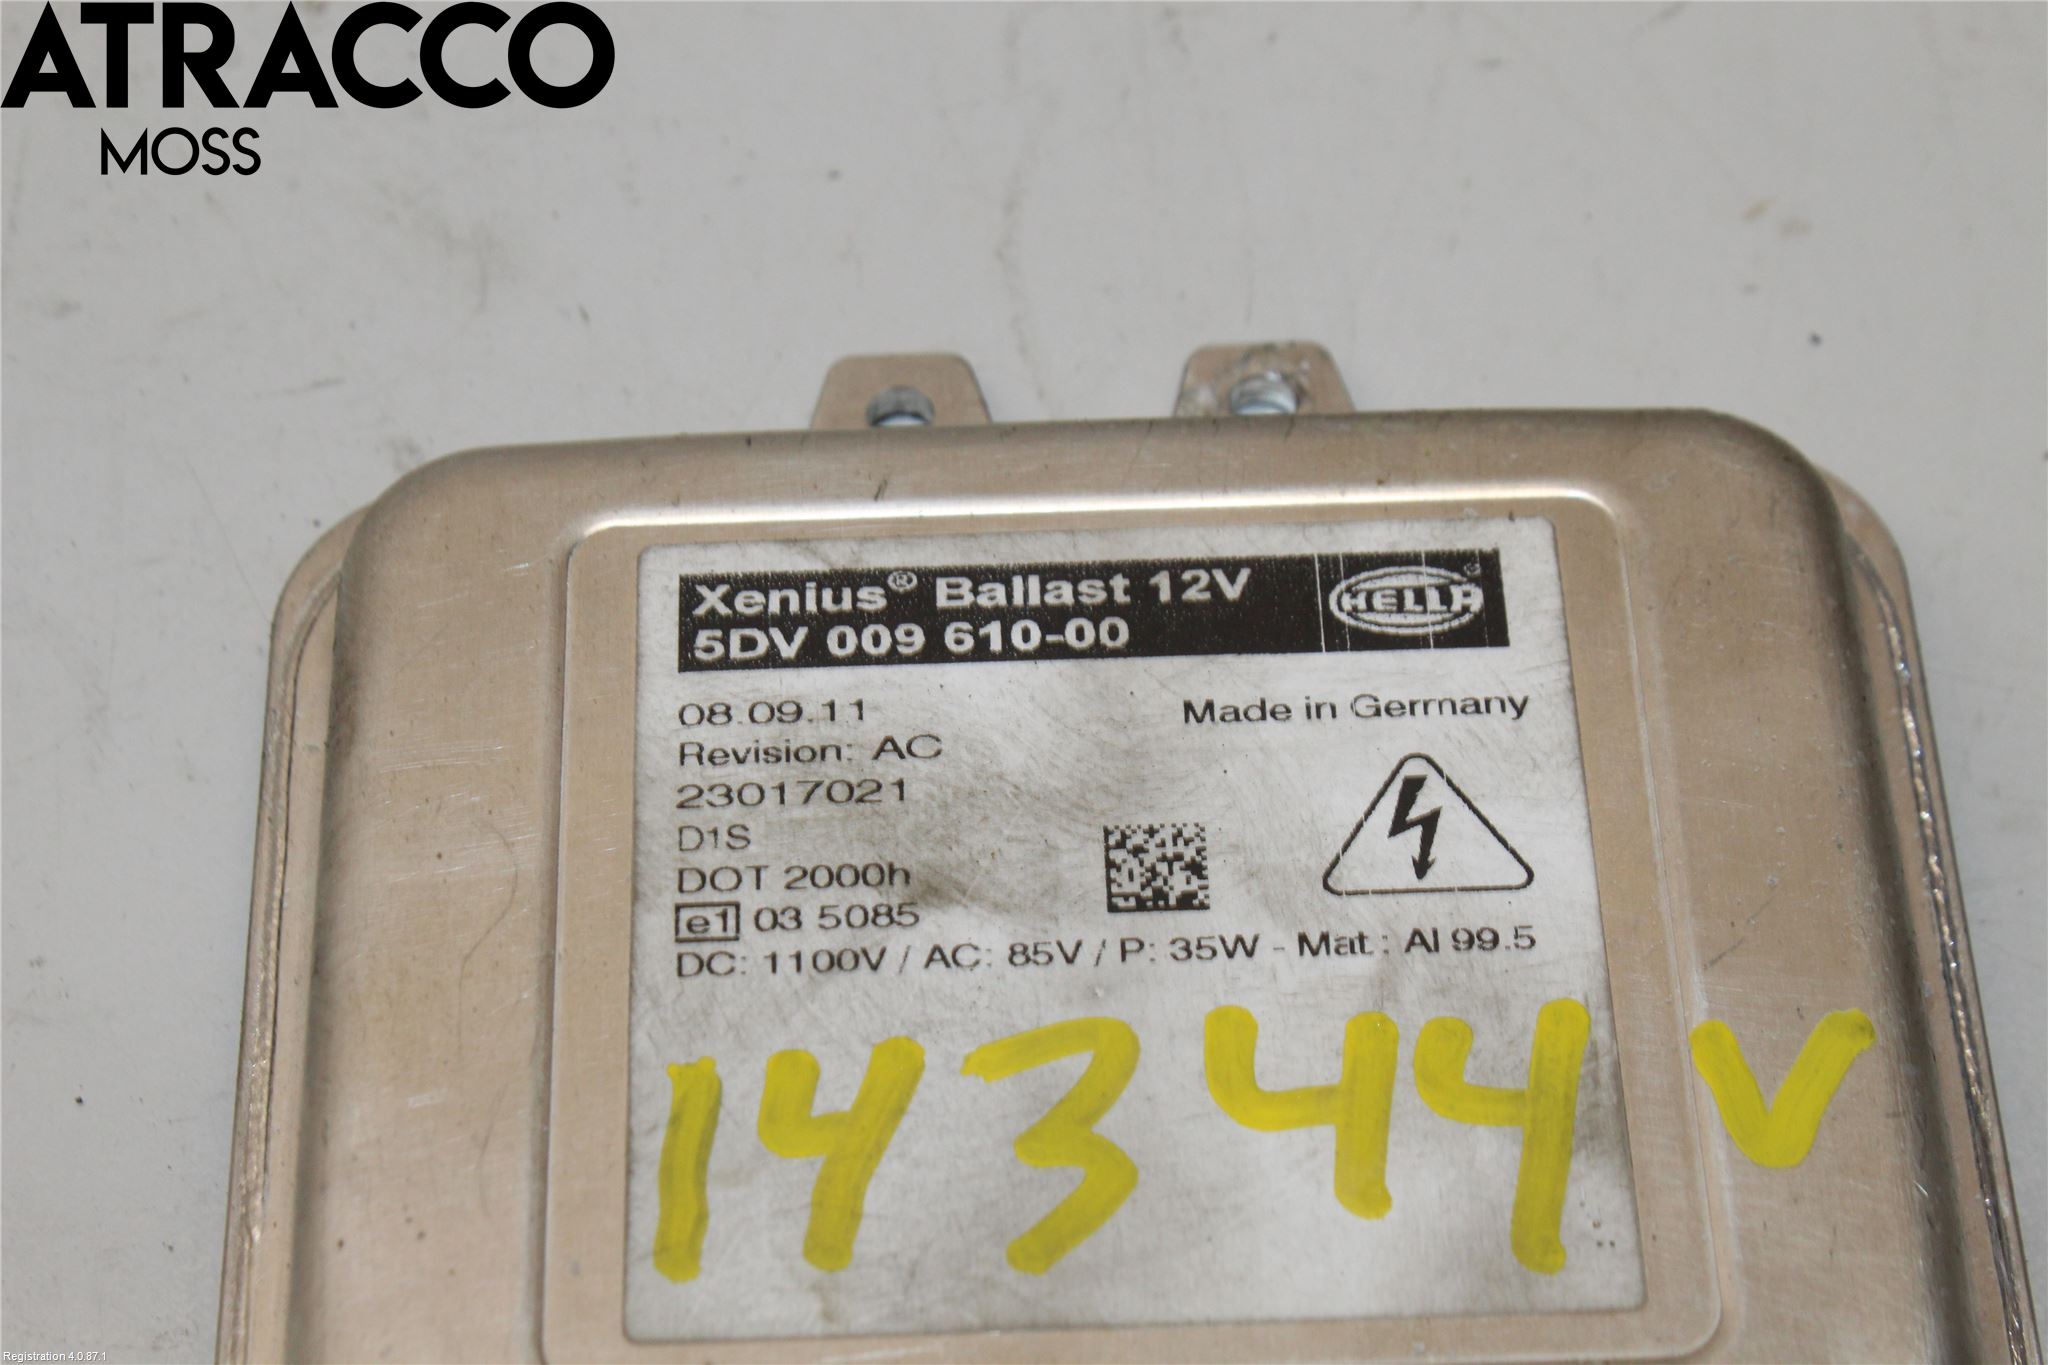 ATRACCO
MOSS
Xenius® Ballast 12V
5DV 009 610-00
HELLA
08.09.11
Made in Germany
Revision: AC
23017021
D1S
DOT 2000h
e1 03 5085
DC: 1100V / AC: 85V / P: 35W - Mat.: Al 99.5
14344V
Registration 4.0.87.1